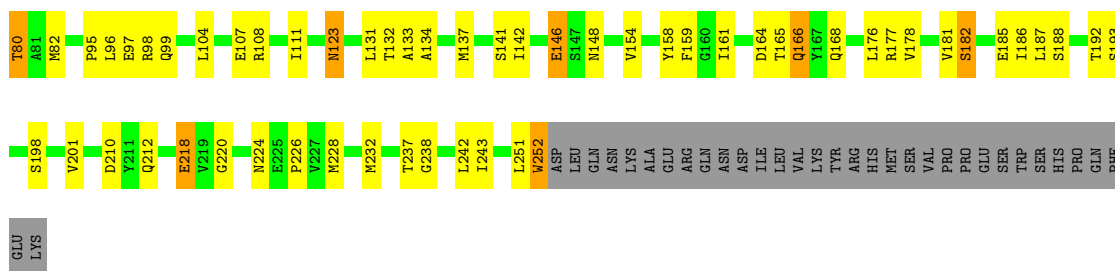 T80 A81 M82 P95 L96 E97 R98 Q99 L104 E107 R108 I111 N123 L131 T132 A133 A134 M137 S141 I142 E146 S147 N148 V154 Y158 F159 G160 I161 D164 T165 Q166 Y167 Q168 L176 R177 V178 V181 S182 E185 I186 L187 S188 T192 S193
S198 V201 D210 Y211 Q212 E218 V219 G220 N224 E225 P226 V227 M228 M232 T237 G238 L242 I243 L251 W252 ASP LEU GLN ASN LYS ALA GLU ARG GLN ASN ASP ILE LEU VAL LYS TYR ARG HIS MET SER VAL PRO PRO GLU SER TRP SER SER HIS PRO GLN PHE
GLU LYS